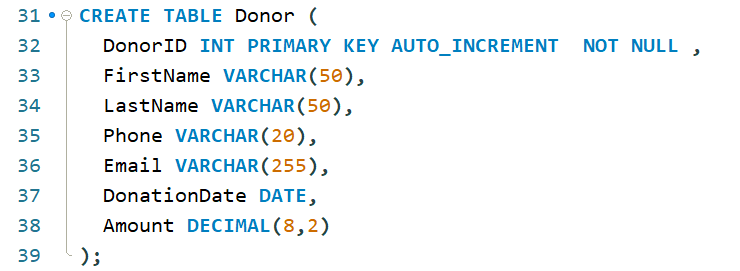 31 CREATE TABLE Donor (
32 DonorID INT PRIMARY KEY AUTO_INCREMENT  NOT NULL ,
33 FirstName VARCHAR(50),
34 LastName VARCHAR(50),
35 Phone VARCHAR(20),
36 Email VARCHAR(255),
37 DonationDate DATE,
38 Amount DECIMAL(8,2)
39 );